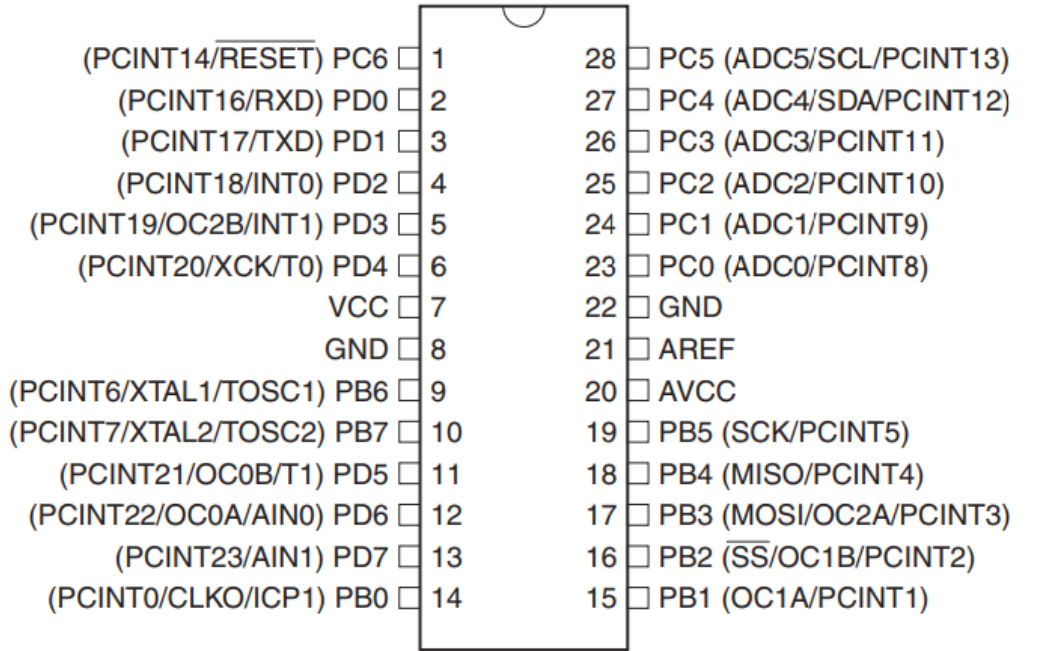 (PCINT14/RESET) PC6 1
(PCINT16/RXD) PD0 2
(PCINT17/TXD) PD1 3
(PCINT18/INT0) PD2 4
(PCINT19/OC2B/INT1) PD3 5
(PCINT20/XCK/T0) PD4 6
VCC 7
GND 8
(PCINT6/XTAL1/TOSC1) PB6 9
(PCINT7/XTAL2/TOSC2) PB7 10
(PCINT21/OC0B/T1) PD5 11
(PCINT22/OC0A/AIN0) PD6 12
(PCINT23/AIN1) PD7 13
(PCINT0/CLKO/ICP1) PB0 14
28 PC5 (ADC5/SCL/PCINT13)
27 PC4 (ADC4/SDA/PCINT12)
26 PC3 (ADC3/PCINT11)
25 PC2 (ADC2/PCINT10)
24 PC1 (ADC1/PCINT9)
23 PC0 (ADC0/PCINT8)
22 GND
21 AREF
20 AVCC
19 PB5 (SCK/PCINT5)
18 PB4 (MISO/PCINT4)
17 PB3 (MOSI/OC2A/PCINT3)
16 PB2 (SS/OC1B/PCINT2)
15 PB1 (OC1A/PCINT1)